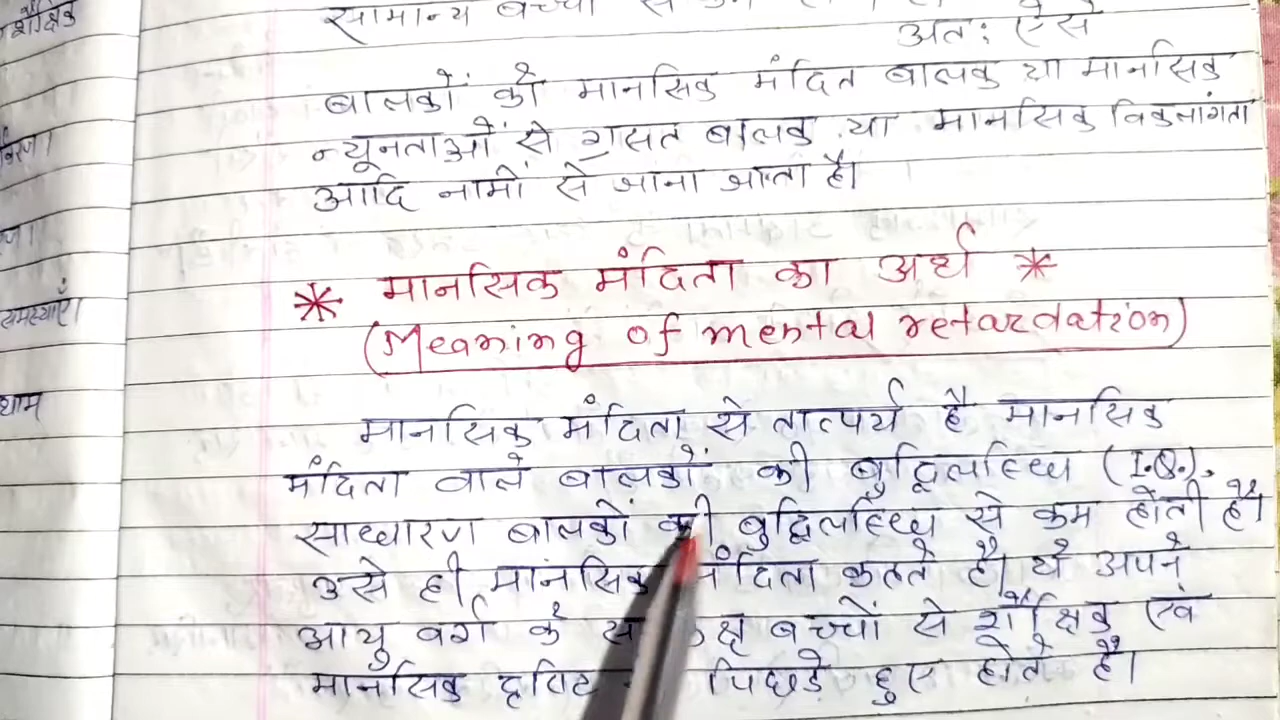 शैक्षिक
सामान्य बच्चों से
अतः ऐसे
बालकों को मानसिक मंदित बालक या मानसिक
न्यूनताओं से ग्रसत बालक या मानसिक विकलांगता
आदि नामों से जाना जाता है।
समस्याएँ।
* मानसिक मंदिता का अर्थ *
(Meaning of mental retardation)
धाम
मानसिक मंदिता से तात्पर्य है मानसिक
मंदिता वाले बालकों की बुद्धिलब्धि (I.Q.),
साधारण बालकों की बुद्धिलब्धि से कम होती है।
उसे ही मानसिक मंदिता कहते है। ये अपने
आयु वर्ग के बच्चों से शैक्षिक एवं
मानसिक दृष्टि पिछड़े हुए होते है।